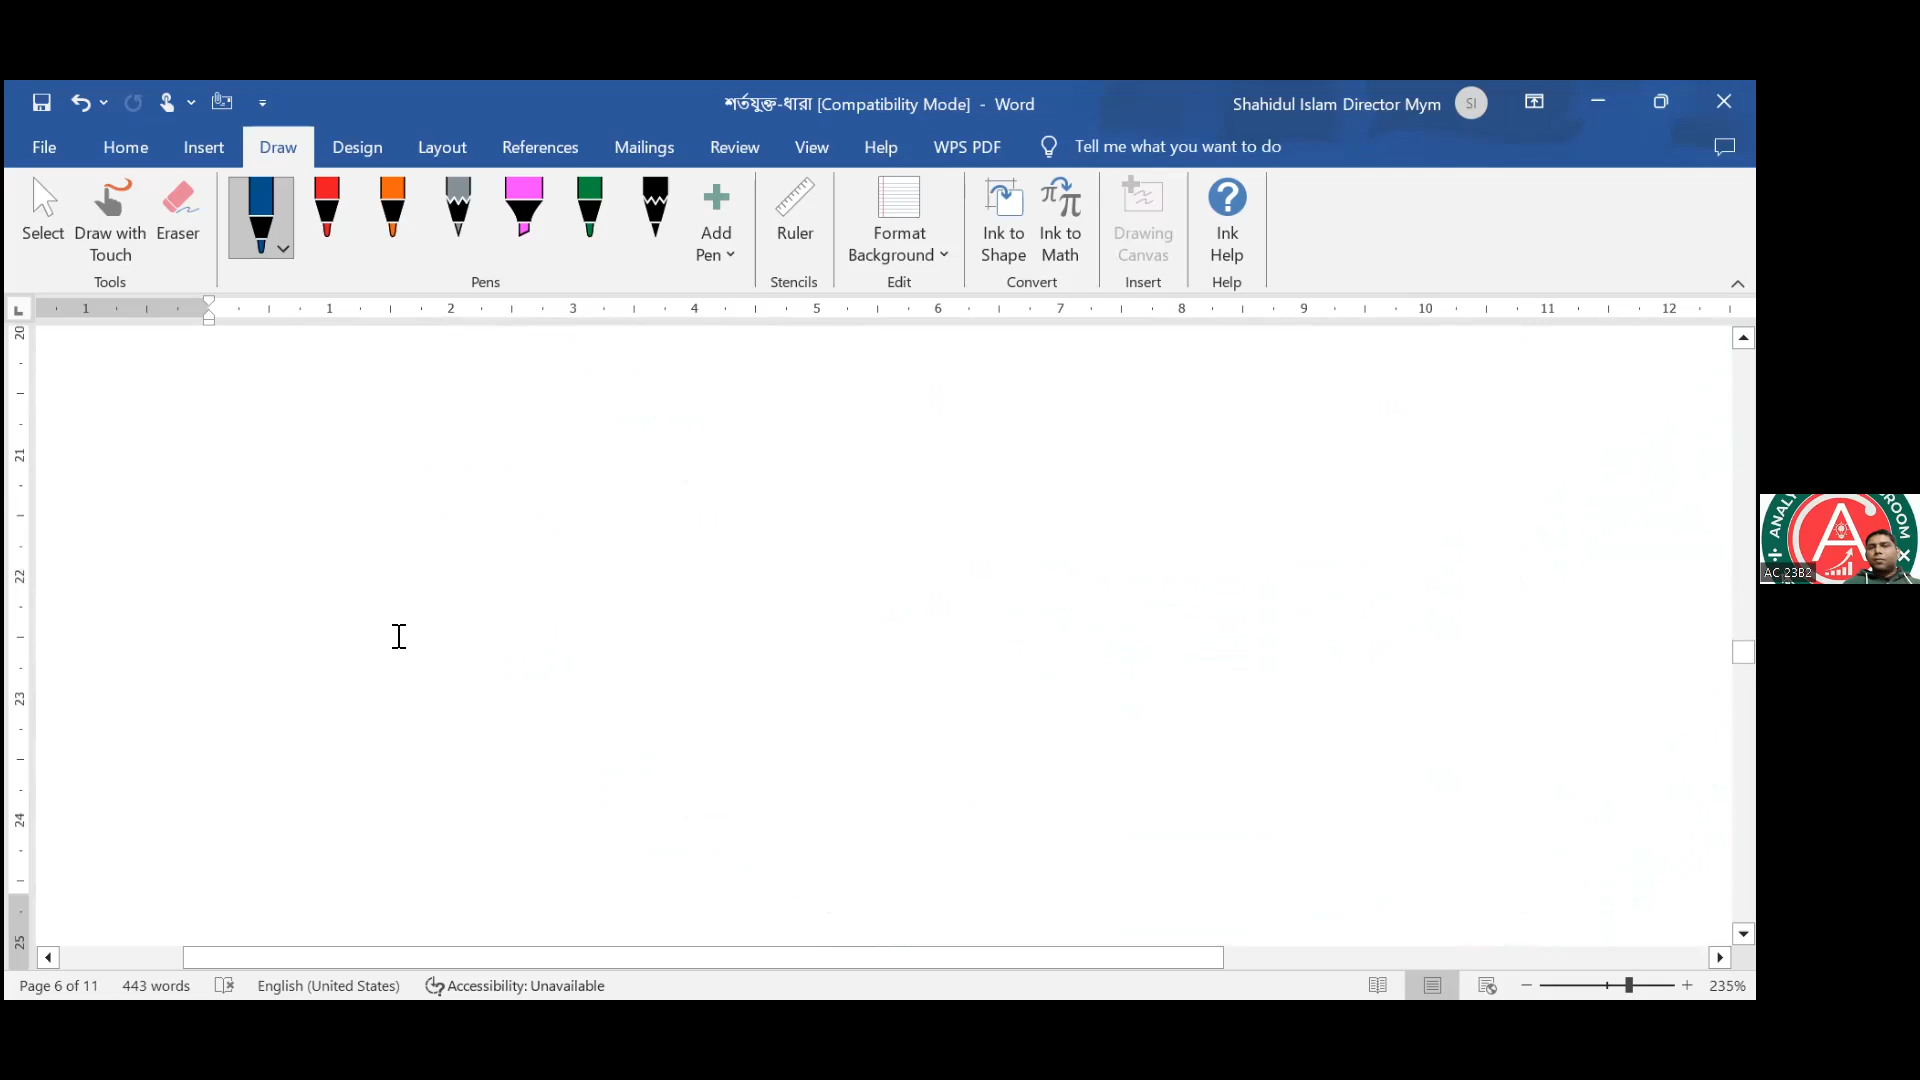 শর্তযুক্ত-ধারা [Compatibility Mode] - Word
Shahidul Islam Director Mym
SI
File Home Insert Draw Design Layout References Mailings Review View Help WPS PDF Tell me what you want to do
Select Draw with Touch Eraser
Add Pen
Ruler
Format Background
Ink to Shape
Ink to Math
Drawing Canvas
Ink Help
Tools Pens Stencils Edit Convert Insert Help
1 1 2 3 4 5 6 7 8 9 10 11 12
20
21
22
23
24
25
ROOM
AC 23B2
Page 6 of 11 443 words English (United States) Accessibility: Unavailable 235%